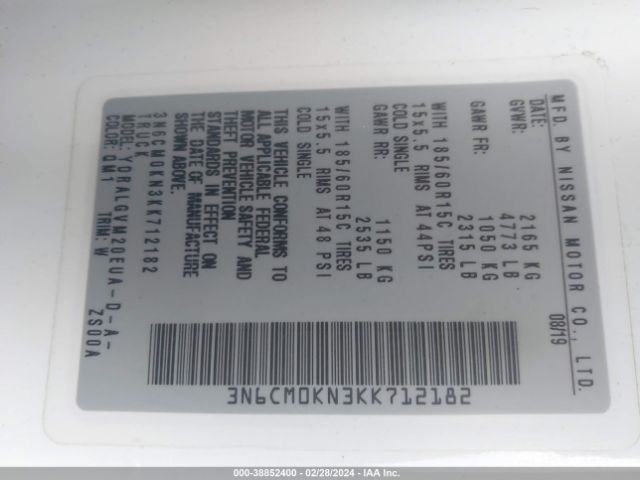 MFD. BY NISSAN MOTOR CO., LTD.
DATE: 08/19
GVWR: 2165 KG
4773 LB
GAWR FR: 1050 KG
2315 LB
WITH 185/60R15C TIRES
15x5.5 RIMS AT 44PSI
COLD SINGLE
GAWR RR: 1150 KG
2535 LB
WITH 185/60R15C TIRES
15x5.5 RIMS AT 48 PSI
COLD SINGLE
THIS VEHICLE CONFORMS TO
ALL APPLICABLE FEDERAL
MOTOR VEHICLE SAFETY AND
THEFT PREVENTION
STANDARDS IN EFFECT ON
THE DATE OF MANUFACTURE
SHOWN ABOVE.
3N6CM0KN3KK712182
TRUCK
MODEL: YDRALGVM20EUA-D-A-
ZS00A
COLOR: QM1 TRIM: W
3N6CM0KN3KK712182
000-38852400 - 02/28/2024 - IAA Inc.